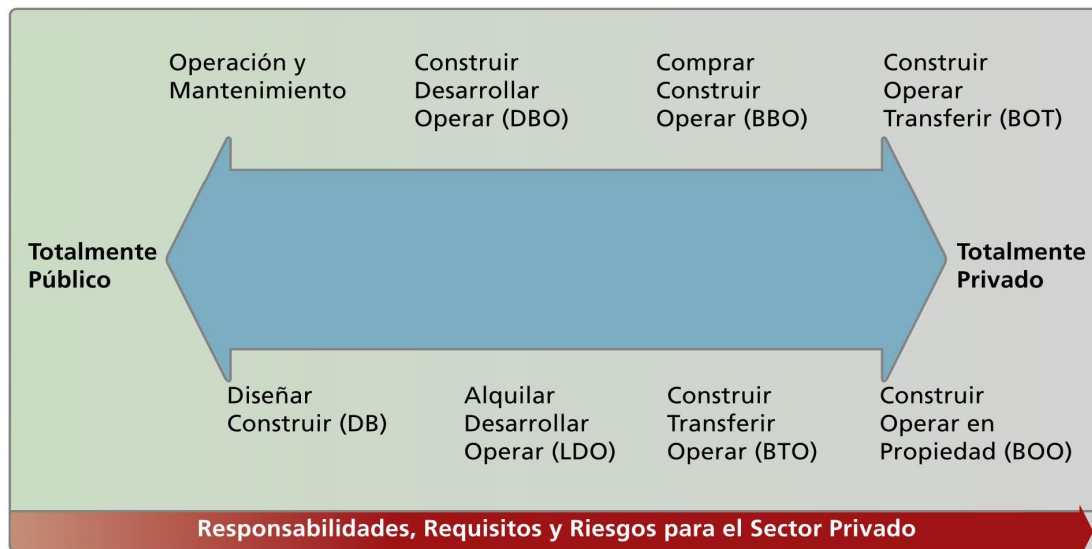 Operación y
Mantenimiento
Construir
Desarrollar
Operar (DBO)
Comprar
Construir
Operar (BBO)
Construir
Operar
Transferir (BOT)
Totalmente
Público
Totalmente
Privado
Diseñar
Construir (DB)
Alquilar
Desarrollar
Operar (LDO)
Construir
Transferir
Operar (BTO)
Construir
Operar en
Propiedad (BOO)
Responsabilidades, Requisitos y Riesgos para el Sector Privado